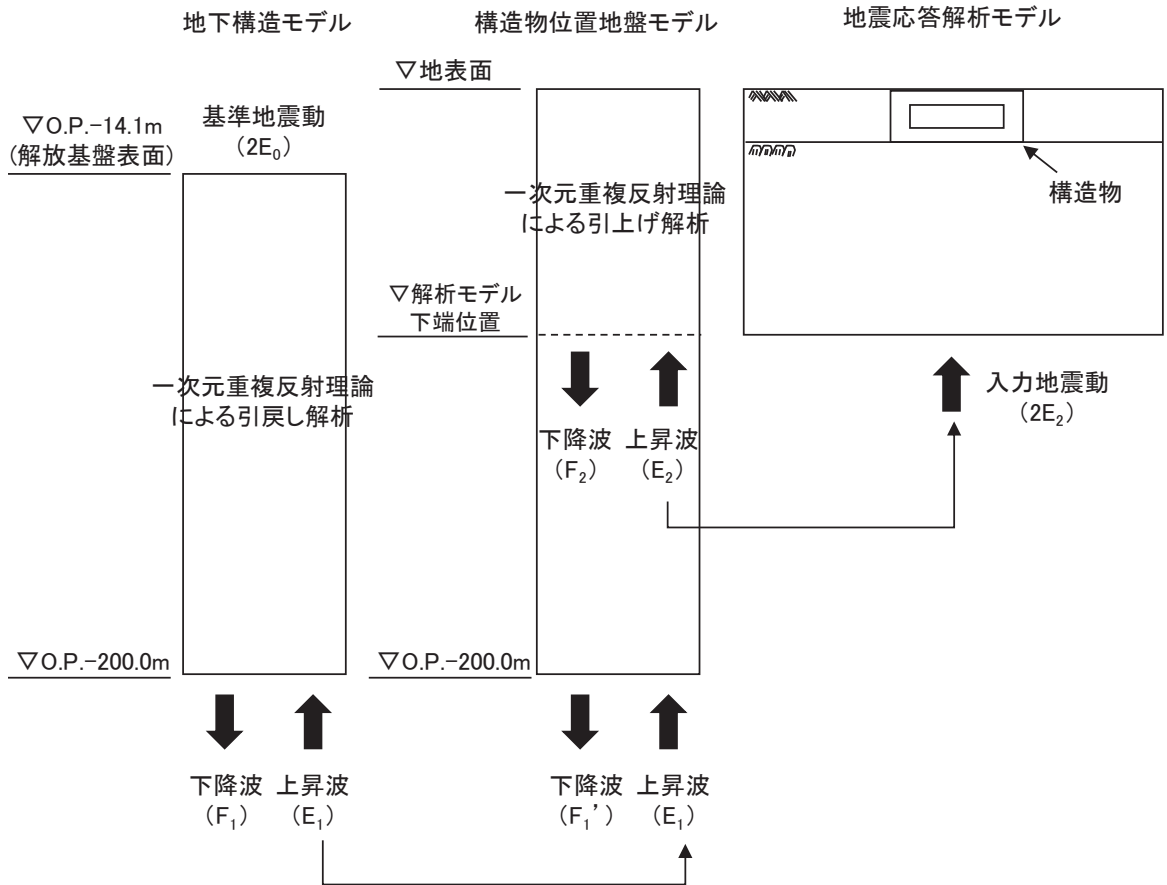 地下構造モデル
▽O.P.-14.1m
(解放基盤表面)
基準地震動
(2E₀)
一次元重複反射理論
による引戻し解析
▽O.P.-200.0m
下降波
(F₁)
上昇波
(E₁)
構造物位置地盤モデル
▽地表面
一次元重複反射理論
による引上げ解析
▽解析モデル
下端位置
下降波
(F₂)
上昇波
(E₂)
▽O.P.-200.0m
下降波
(F₁’)
上昇波
(E₁)
地震応答解析モデル
構造物
入力地震動
(2E₂)